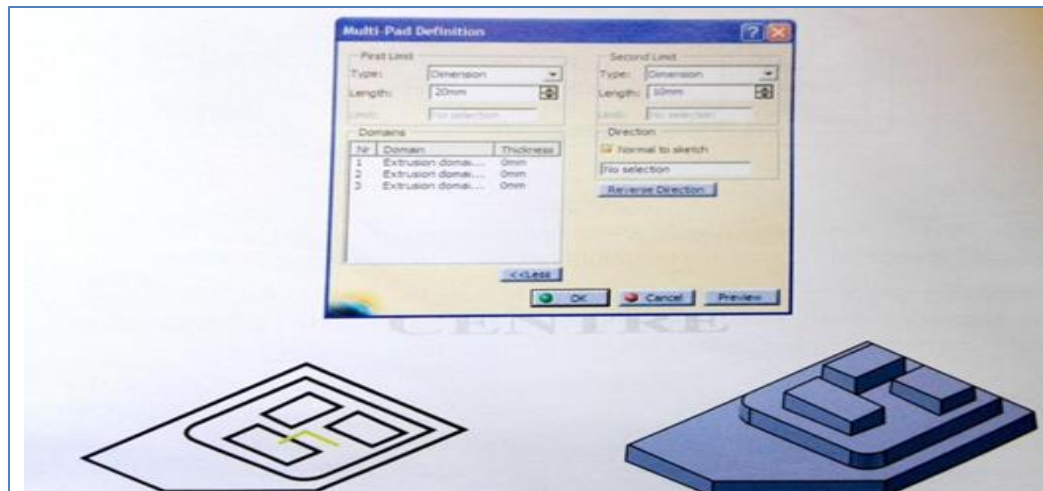 Multi-Pad Definition
First Limit
Type: Dimension
Length: 20mm
Limit: No selection
Second Limit
Type: Dimension
Length: 10mm
Limit: No selection
Domains
Nr Domain Thickness
1 Extrusion domai... 0mm
2 Extrusion domai... 0mm
3 Extrusion domai... 0mm
Direction
Normal to sketch
No selection
Reverse Direction
<<Less
OK Cancel Preview
CENTRE